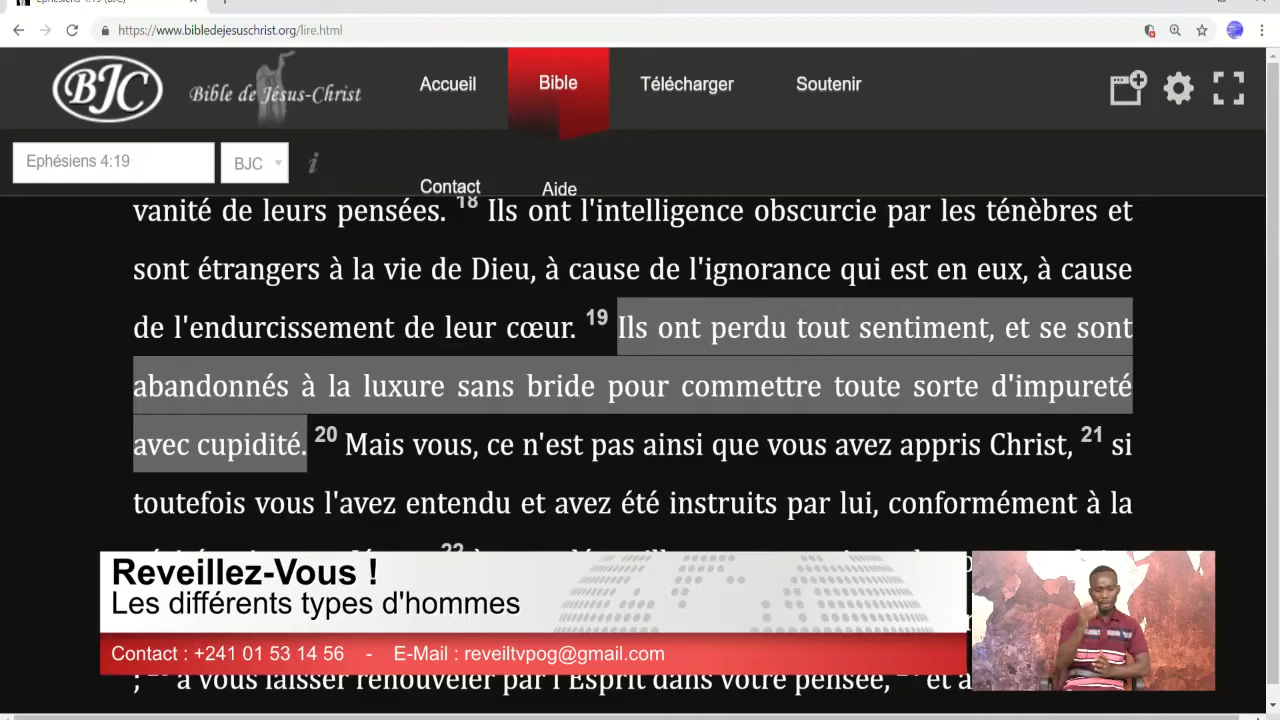 Ephésiens 4:19 (BJC)
https://www.bibledejesuschrist.org/lire.html
BJC
Bible de Jésus-Christ
Accueil
Bible
Télécharger
Soutenir
Ephésiens 4:19
BJC
i
Contact
Aide
vanité de leurs pensées. 18 Ils ont l'intelligence obscurcie par les ténèbres et
sont étrangers à la vie de Dieu, à cause de l'ignorance qui est en eux, à cause
de l'endurcissement de leur cœur. 19 Ils ont perdu tout sentiment, et se sont
abandonnés à la luxure sans bride pour commettre toute sorte d'impureté
avec cupidité. 20 Mais vous, ce n'est pas ainsi que vous avez appris Christ, 21 si
toutefois vous l'avez entendu et avez été instruits par lui, conformément à la
22
Reveillez-Vous !
Les différents types d'hommes
Contact : +241 01 53 14 56 - E-Mail : reveiltvpog@gmail.com
; à vous laisser renouveler par l'Esprit dans votre pensée, et